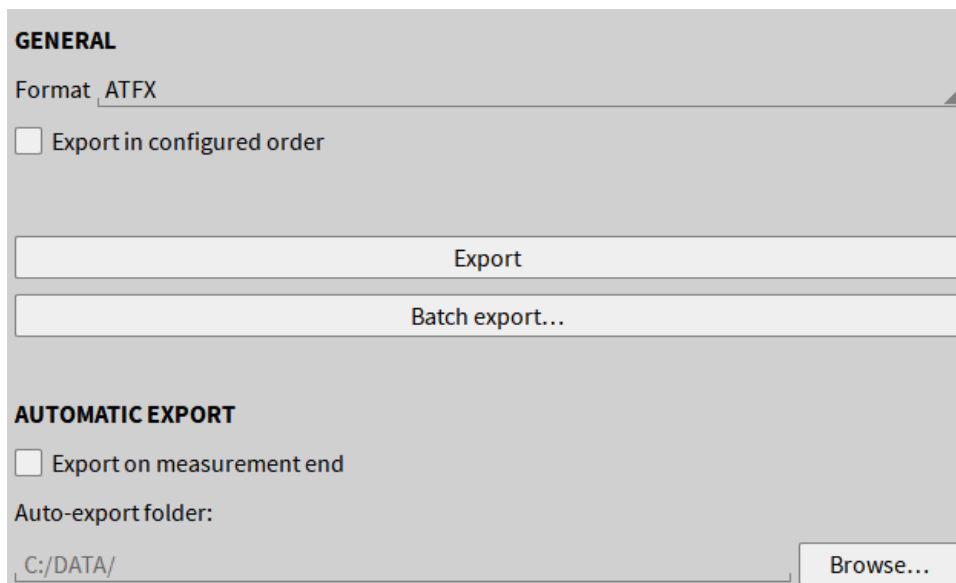 GENERAL
Format ATFX
Export in configured order
Export
Batch export...
AUTOMATIC EXPORT
Export on measurement end
Auto-export folder:
C:/DATA/ Browse...